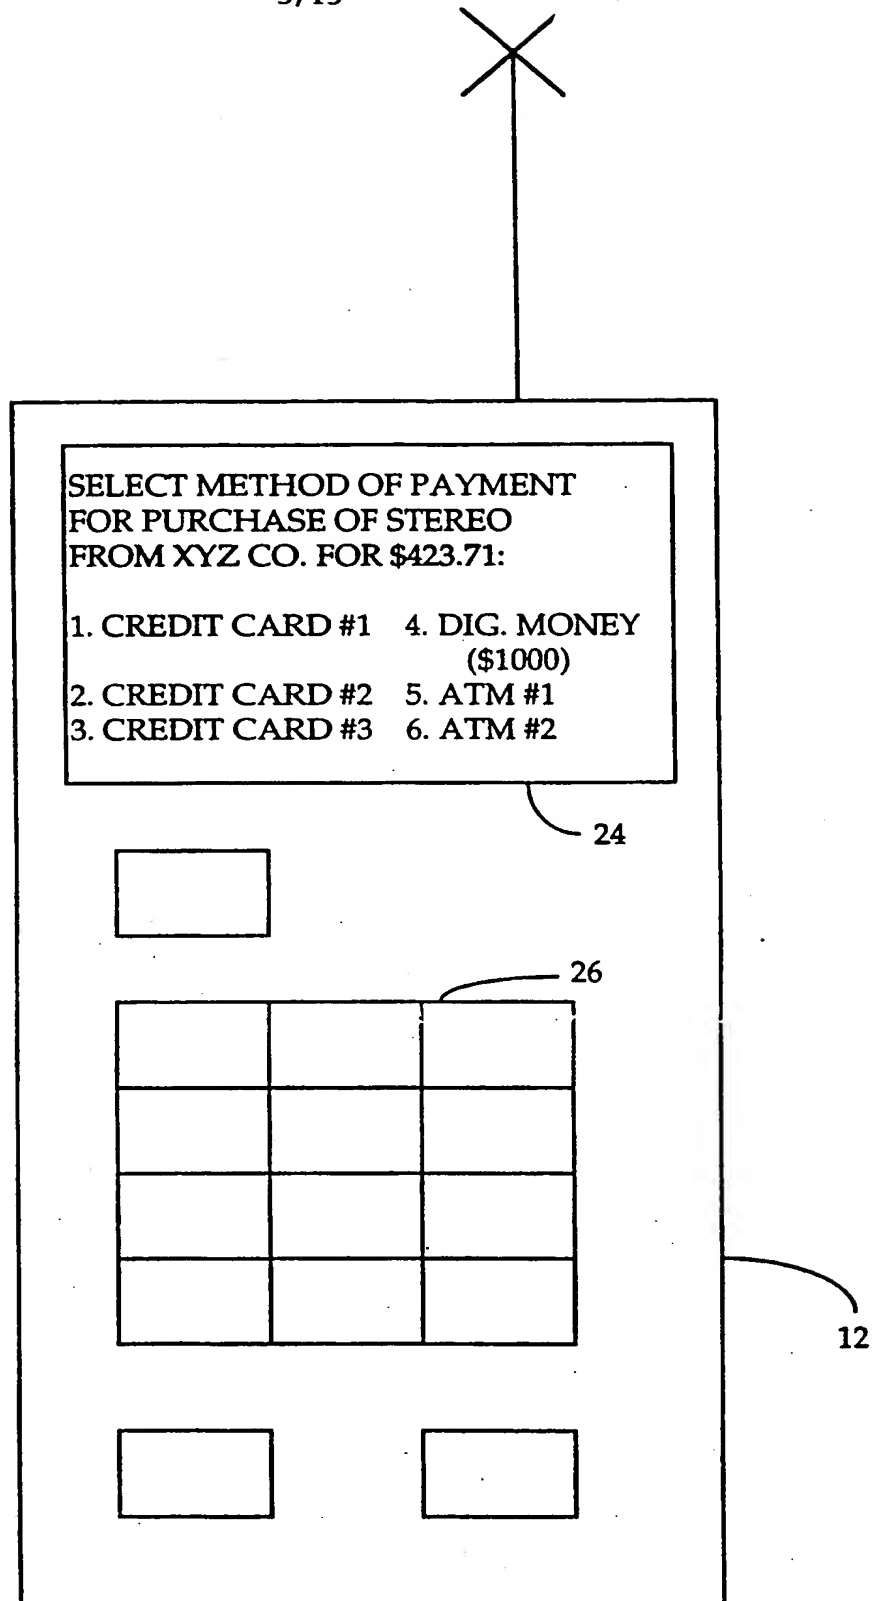 SELECT METHOD OF PAYMENT
FOR PURCHASE OF STEREO
FROM XYZ CO. FOR $423.71:
1. CREDIT CARD #1 4. DIG. MONEY
($1000)
2. CREDIT CARD #2 5. ATM #1
3. CREDIT CARD #3 6. ATM #2
24
26
12